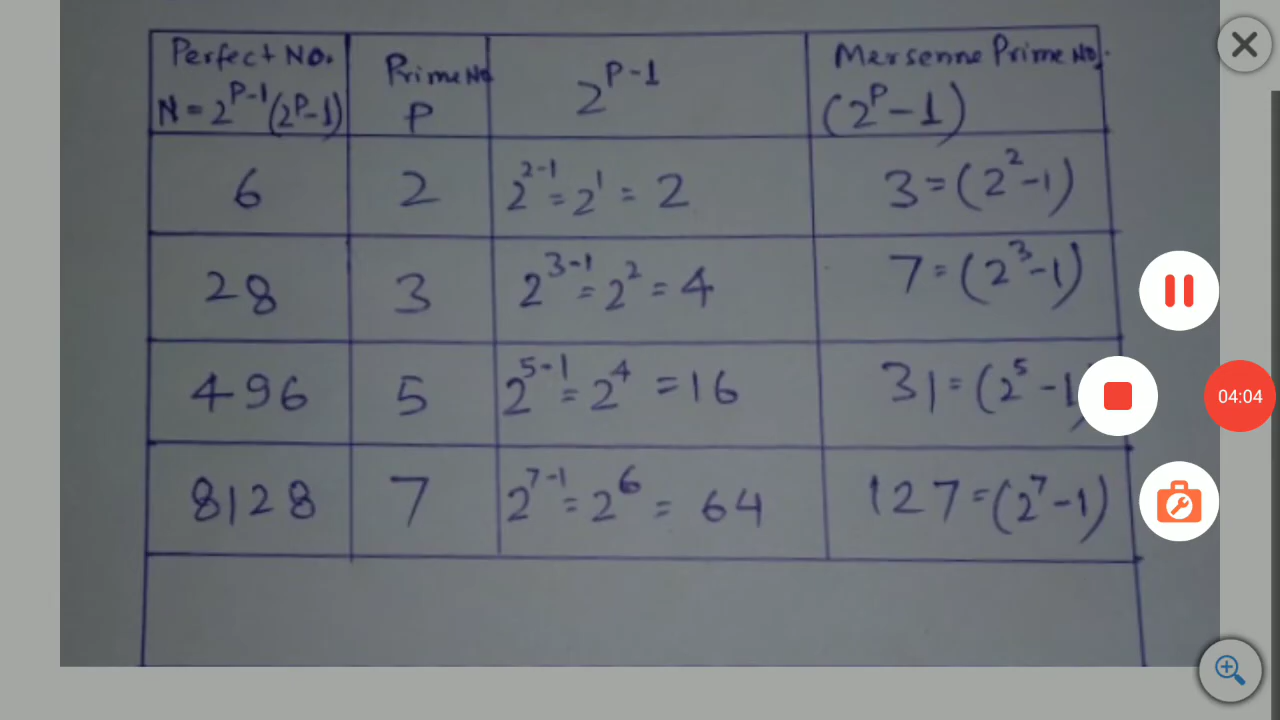 Perfect No. Prime No 2^(P-1) Mersenne Prime No.
N = 2^(P-1)(2^P-1) P (2^P-1)
6 2 2^(2-1) = 2^1 = 2 3 = (2^2-1)
28 3 2^(3-1) = 2^2 = 4 7 = (2^3-1)
496 5 2^(5-1) = 2^4 = 16 31 = (2^5-1)
04:04
8128 7 2^(7-1) = 2^6 = 64 127 = (2^7-1)